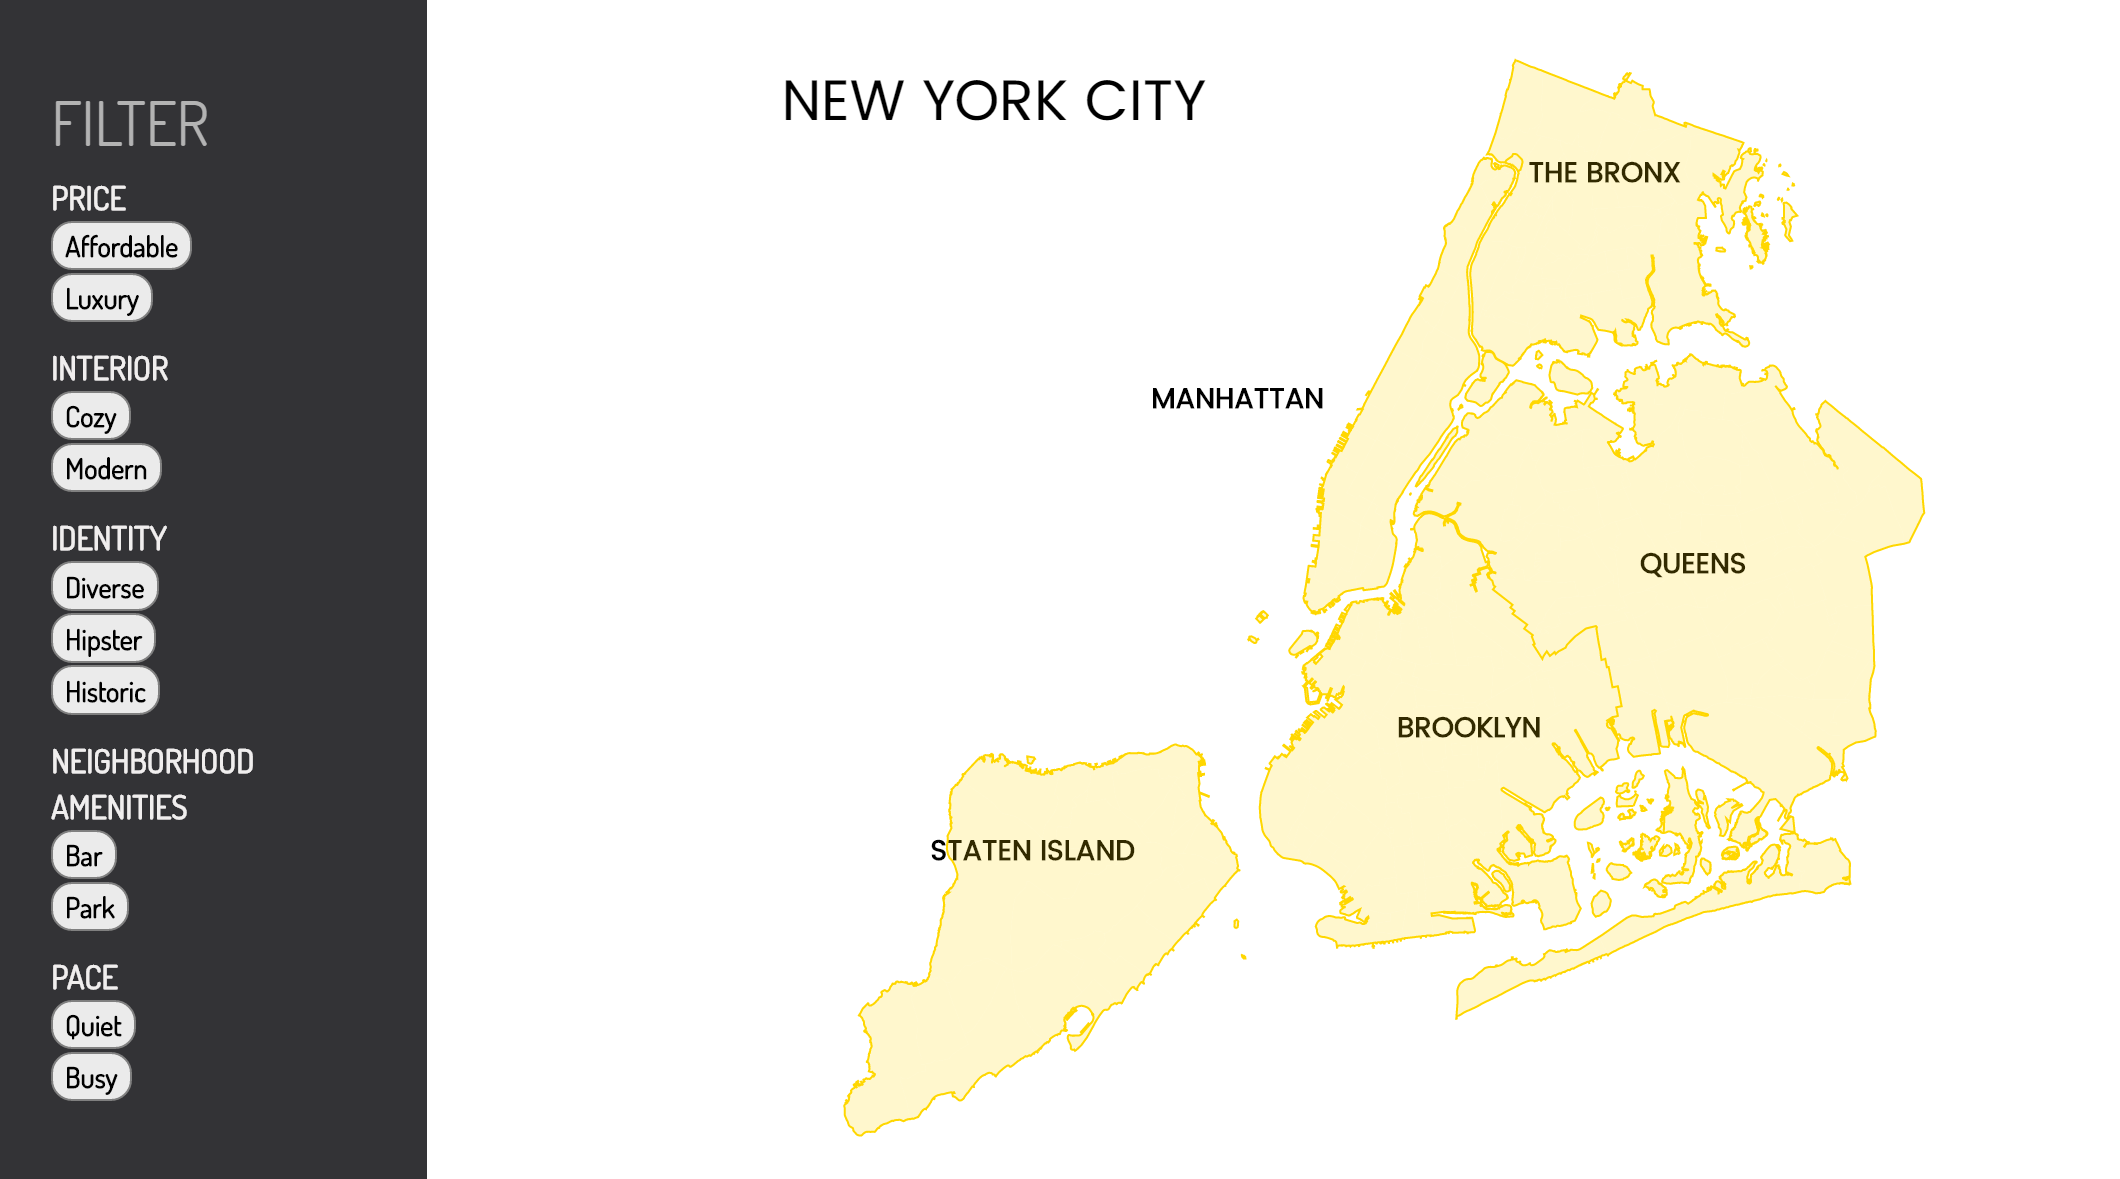 FILTER
PRICE
Affordable
Luxury
INTERIOR
Cozy
Modern
IDENTITY
Diverse
Hipster
Historic
NEIGHBORHOOD
AMENITIES
Bar
Park
PACE
Quiet
Busy
NEW YORK CITY
THE BRONX
MANHATTAN
QUEENS
BROOKLYN
STATEN ISLAND